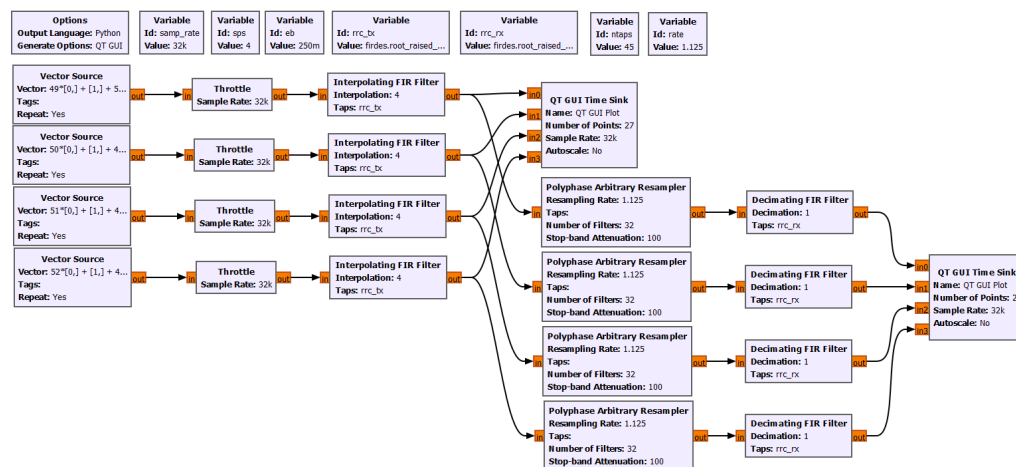 Options
Output Language: Python
Generate Options: QT GUI
Variable
Id: samp_rate
Value: 32k
Variable
Id: sps
Value: 4
Variable
Id: eb
Value: 250m
Variable
Id: rrc_tx
Value: firdes.root_raised_...
Variable
Id: rrc_rx
Value: firdes.root_raised_...
Variable
Id: ntaps
Value: 45
Variable
Id: rate
Value: 1.125
Vector Source
Vector: 49*[0,] + [1,] + 5...
Tags:
Repeat: Yes
out
in
Throttle
Sample Rate: 32k
out
in
Interpolating FIR Filter
Interpolation: 4
Taps: rrc_tx
out
Vector Source
Vector: 50*[0,] + [1,] + 4...
Tags:
Repeat: Yes
out
in
Throttle
Sample Rate: 32k
out
in
Interpolating FIR Filter
Interpolation: 4
Taps: rrc_tx
out
Vector Source
Vector: 51*[0,] + [1,] + 4...
Tags:
Repeat: Yes
out
in
Throttle
Sample Rate: 32k
out
in
Interpolating FIR Filter
Interpolation: 4
Taps: rrc_tx
out
Vector Source
Vector: 52*[0,] + [1,] + 4...
Tags:
Repeat: Yes
out
in
Throttle
Sample Rate: 32k
out
in
Interpolating FIR Filter
Interpolation: 4
Taps: rrc_tx
out
in0
in1
in2
in3
QT GUI Time Sink
Name: QT GUI Plot
Number of Points: 27
Sample Rate: 32k
Autoscale: No
in
Polyphase Arbitrary Resampler
Resampling Rate: 1.125
Taps:
Number of Filters: 32
Stop-band Attenuation: 100
out
in
Decimating FIR Filter
Decimation: 1
Taps: rrc_rx
out
in
Polyphase Arbitrary Resampler
Resampling Rate: 1.125
Taps:
Number of Filters: 32
Stop-band Attenuation: 100
out
in
Decimating FIR Filter
Decimation: 1
Taps: rrc_rx
out
in
Polyphase Arbitrary Resampler
Resampling Rate: 1.125
Taps:
Number of Filters: 32
Stop-band Attenuation: 100
out
in
Decimating FIR Filter
Decimation: 1
Taps: rrc_rx
out
in
Polyphase Arbitrary Resampler
Resampling Rate: 1.125
Taps:
Number of Filters: 32
Stop-band Attenuation: 100
out
in
Decimating FIR Filter
Decimation: 1
Taps: rrc_rx
out
in0
in1
in2
in3
QT GUI Time Sink
Name: QT GUI Plot
Number of Points: 2
Sample Rate: 32k
Autoscale: No